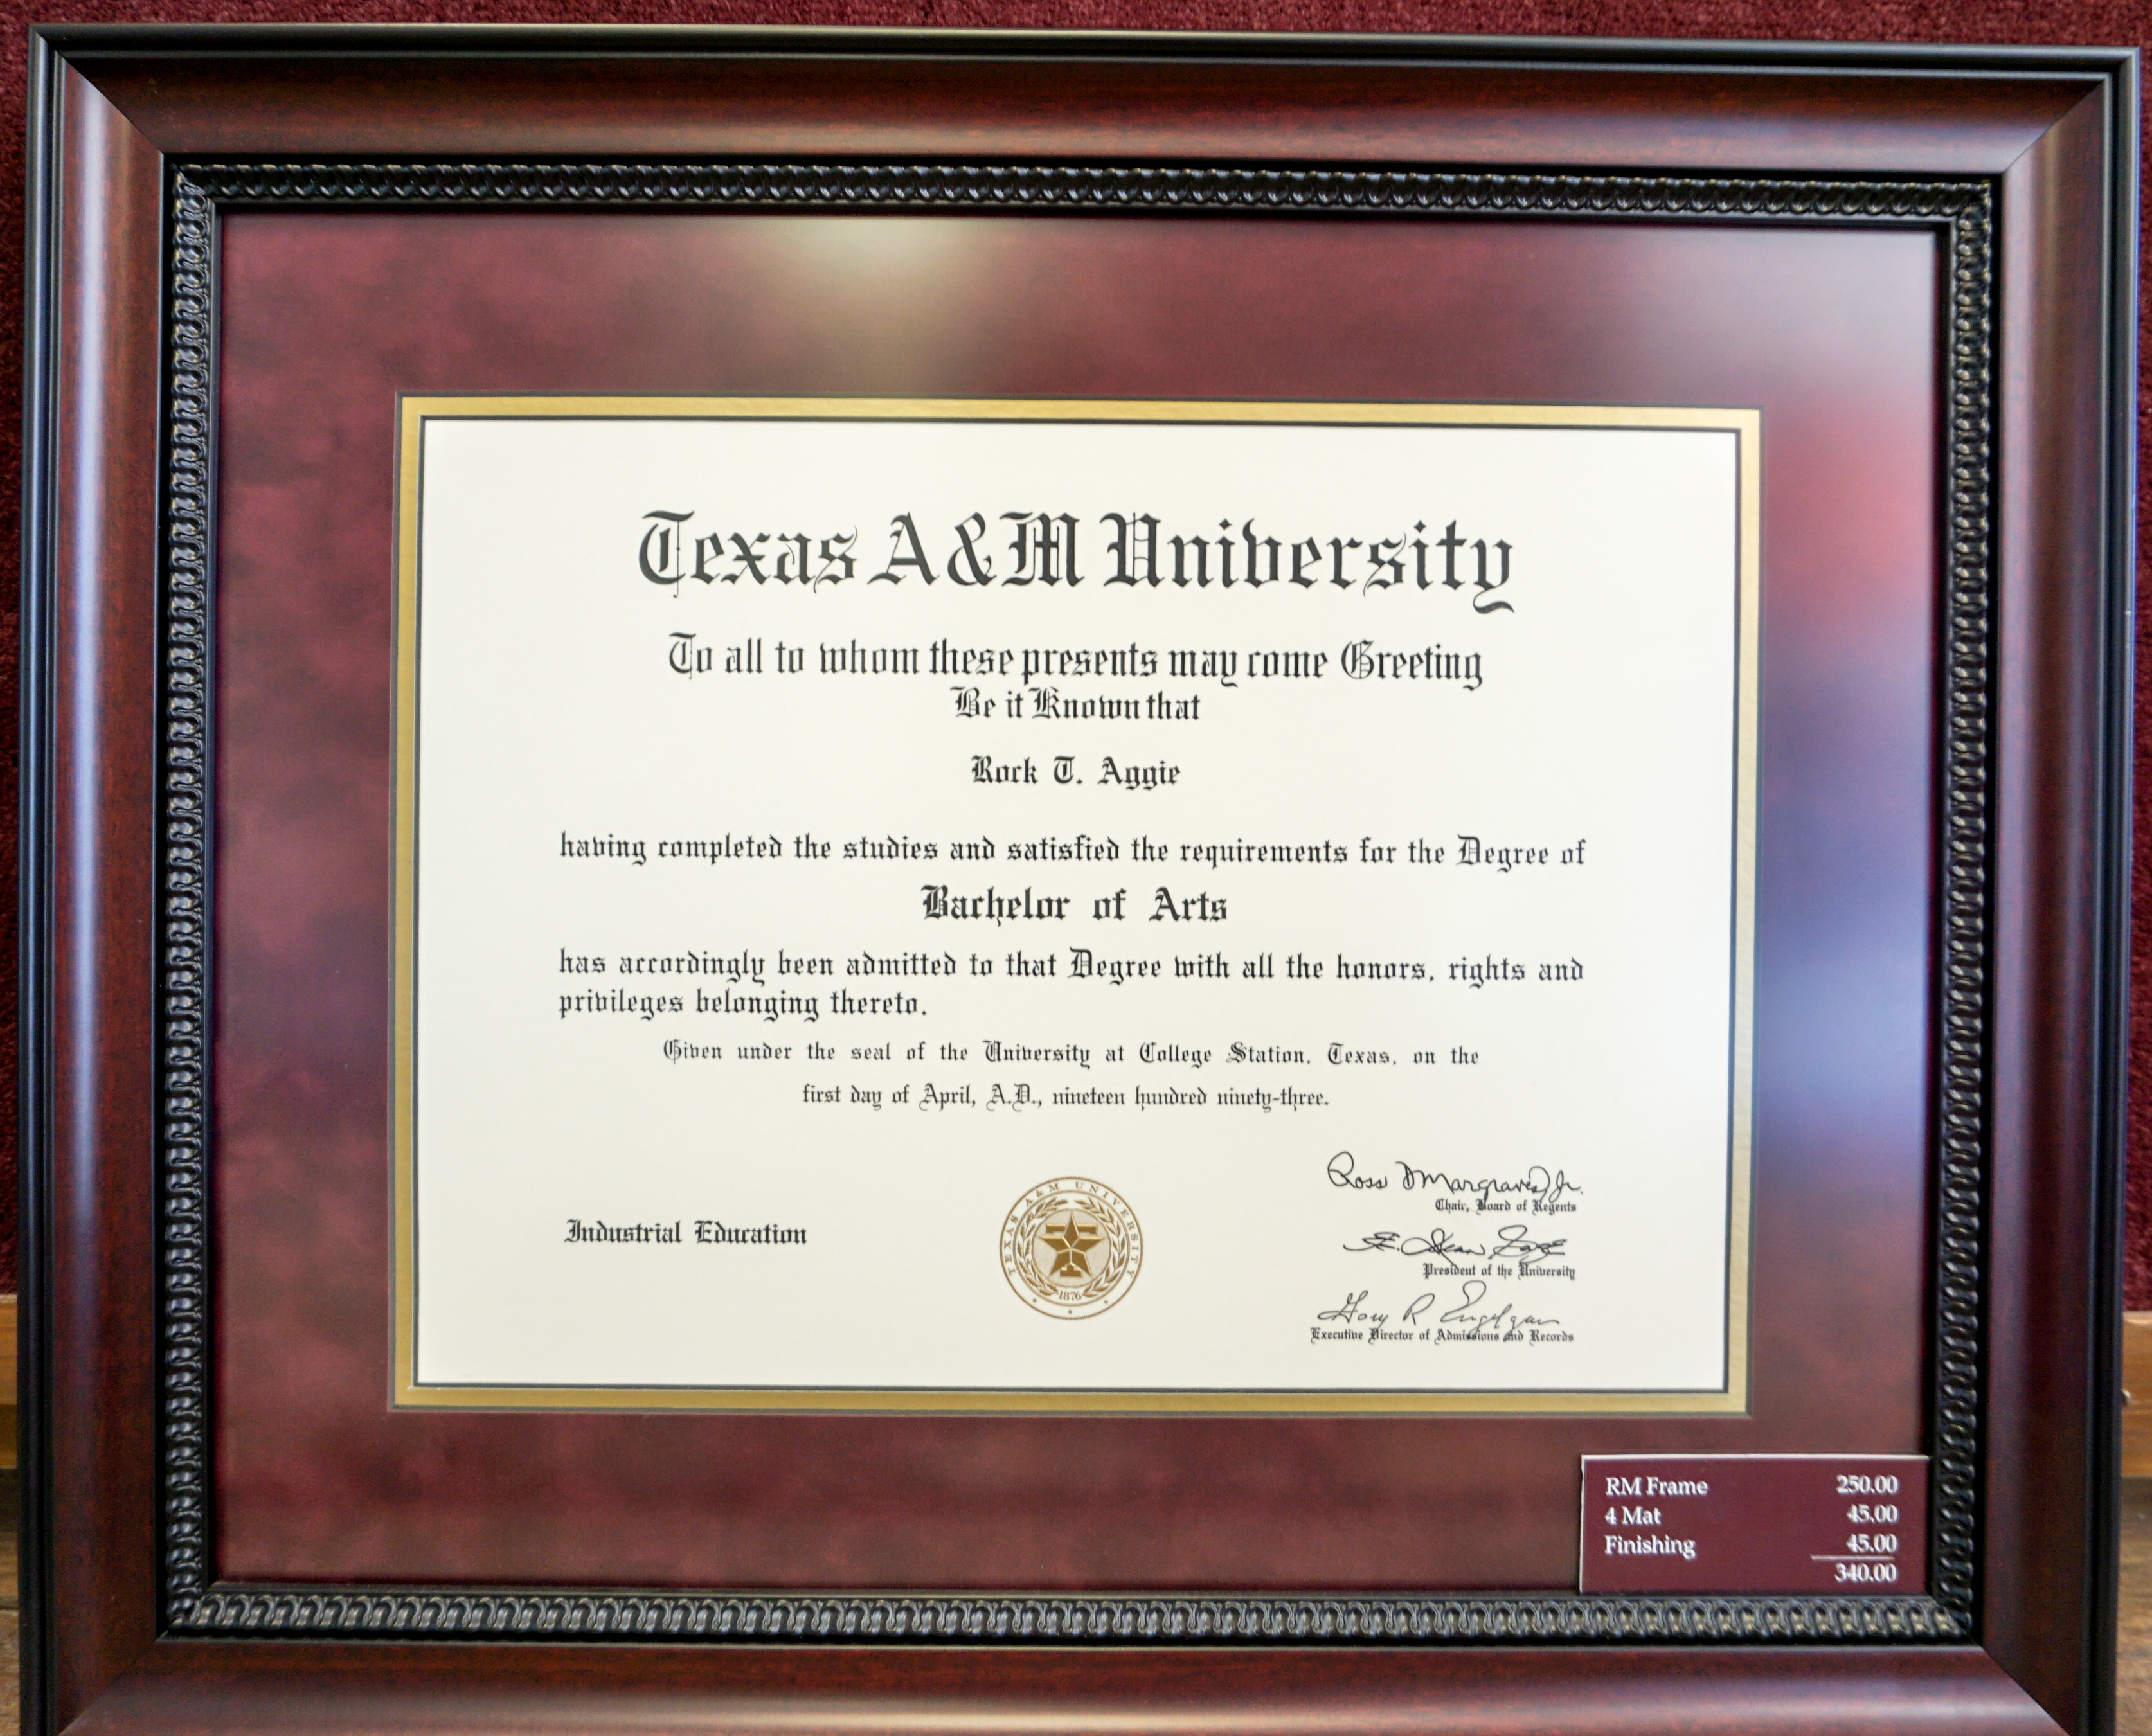 Texas A&M University
To all to whom these presents may come Greeting
Be it Known that
Rock T. Aggie
having completed the studies and satisfied the requirements for the Degree of
Bachelor of Arts
has accordingly been admitted to that Degree with all the honors, rights and
privileges belonging thereto.
Given under the seal of the University at College Station, Texas, on the
first day of April, A.D., nineteen hundred ninety-three.
Industrial Education
TEXAS A&M UNIVERSITY
1876
Ross D Margraves Jr.
Chair, Board of Regents
E. Dean Gage
President of the University
Gary R Engelgau
Executive Director of Admissions and Records
RM Frame 250.00
4 Mat 45.00
Finishing 45.00
340.00